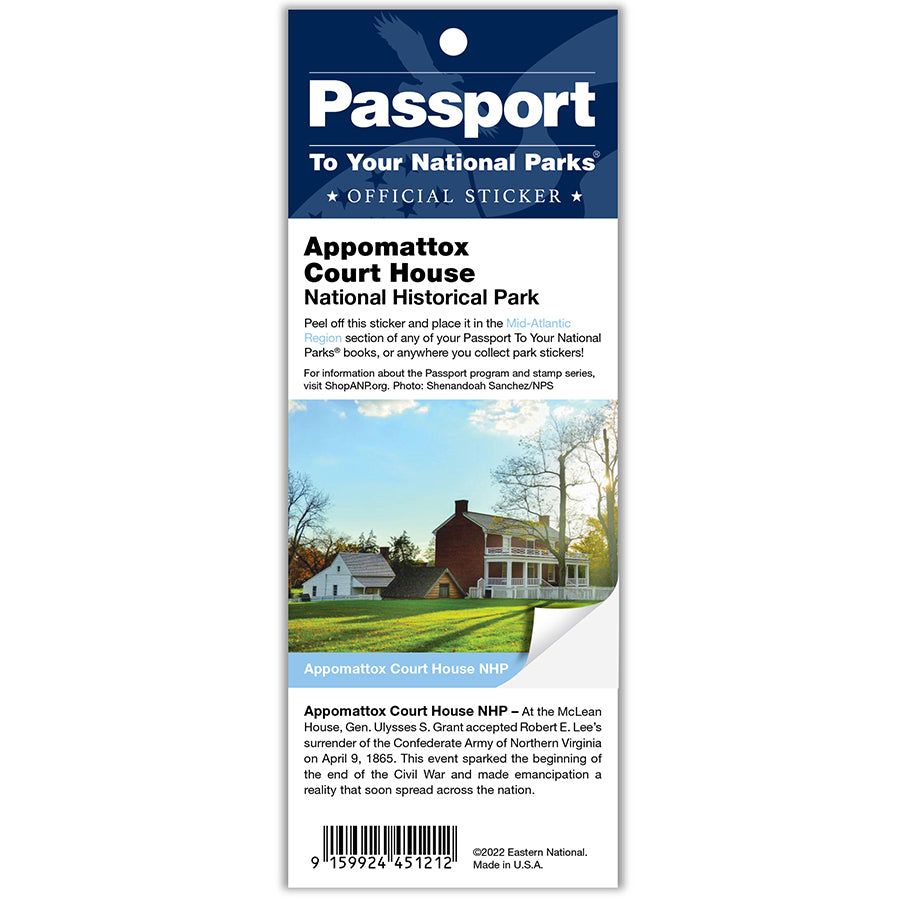 Passport
To Your National Parks®
★ OFFICIAL STICKER ★
Appomattox
Court House
National Historical Park
Peel off this sticker and place it in the Mid-Atlantic
Region section of any of your Passport To Your National
Parks® books, or anywhere you collect park stickers!
For information about the Passport program and stamp series,
visit ShopANP.org. Photo: Shenandoah Sanchez/NPS
Appomattox Court House NHP
Appomattox Court House NHP – At the McLean
House, Gen. Ulysses S. Grant accepted Robert E. Lee's
surrender of the Confederate Army of Northern Virginia
on April 9, 1865. This event sparked the beginning of
the end of the Civil War and made emancipation a
reality that soon spread across the nation.
9 159924 451212
©2022 Eastern National.
Made in U.S.A.